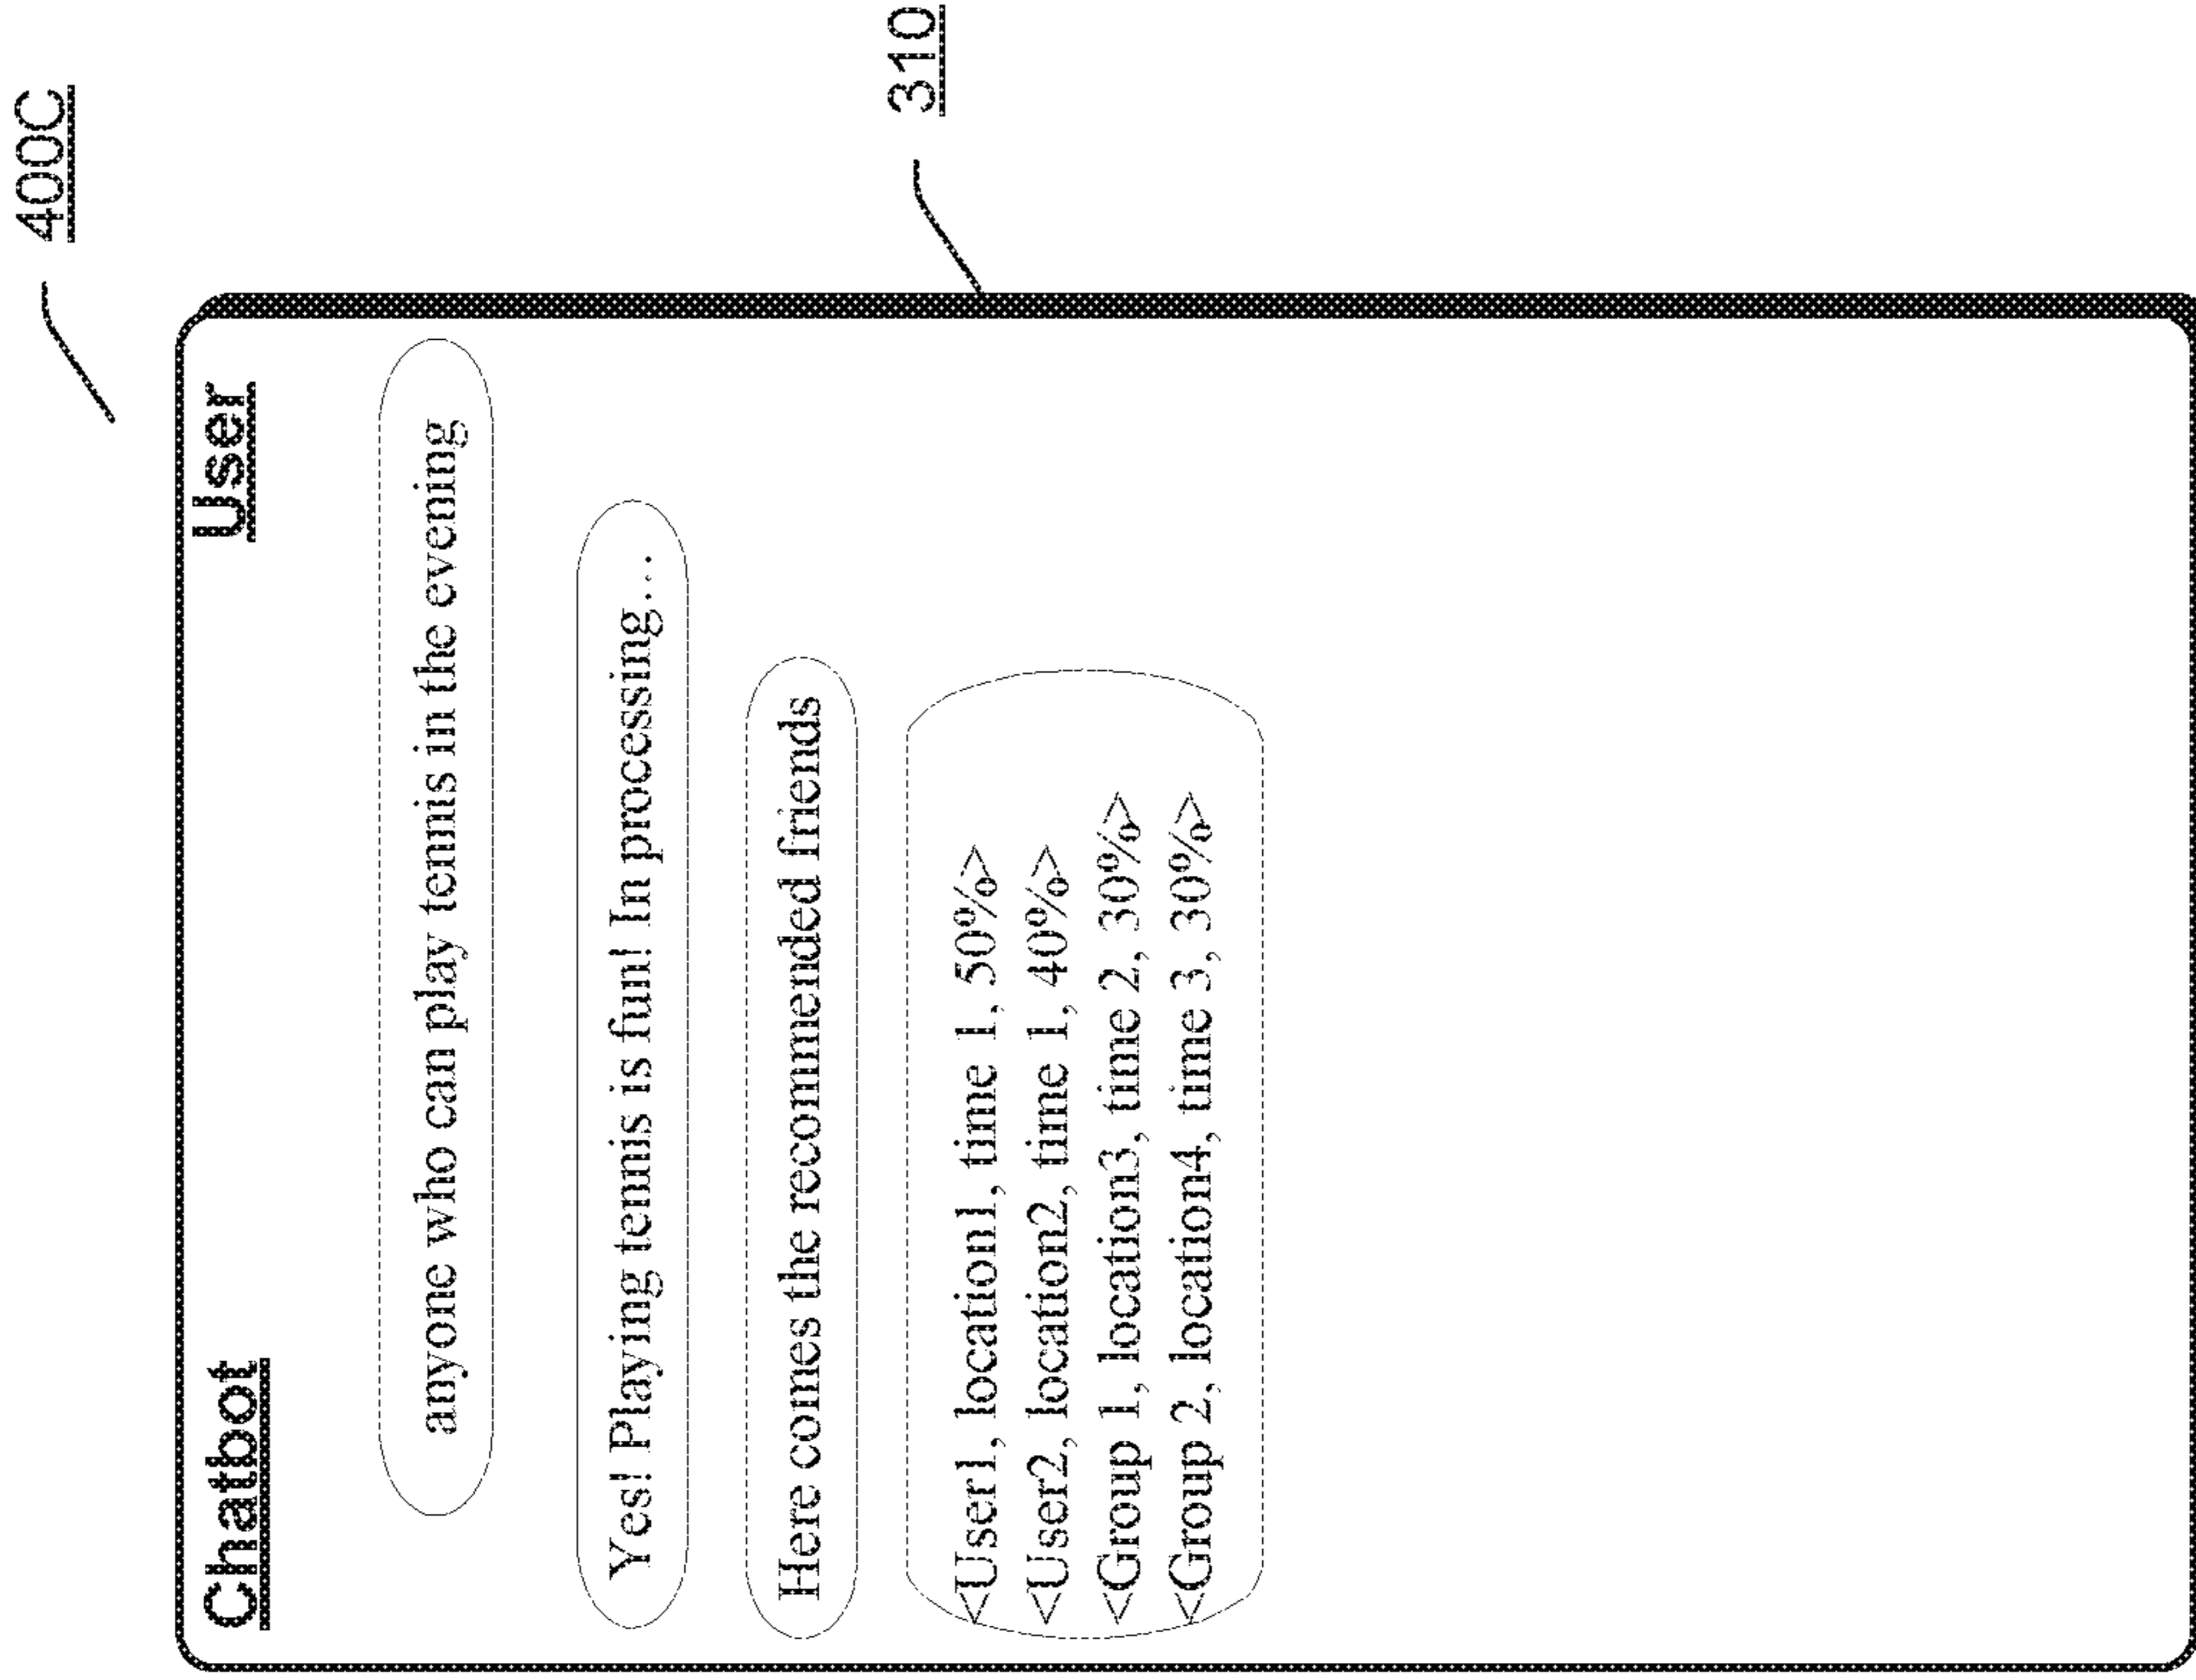 400C
Chatbot User
310
anyone who can play tennis in the evening
Yes! Playing tennis is fun! In processing…
Here comes the recommended friends
<User1, location1, time 1, 50%>
<User2, location2, time 1, 40%>
<Group 1, location3, time 2, 30%>
<Group 2, location4, time 3, 30%>